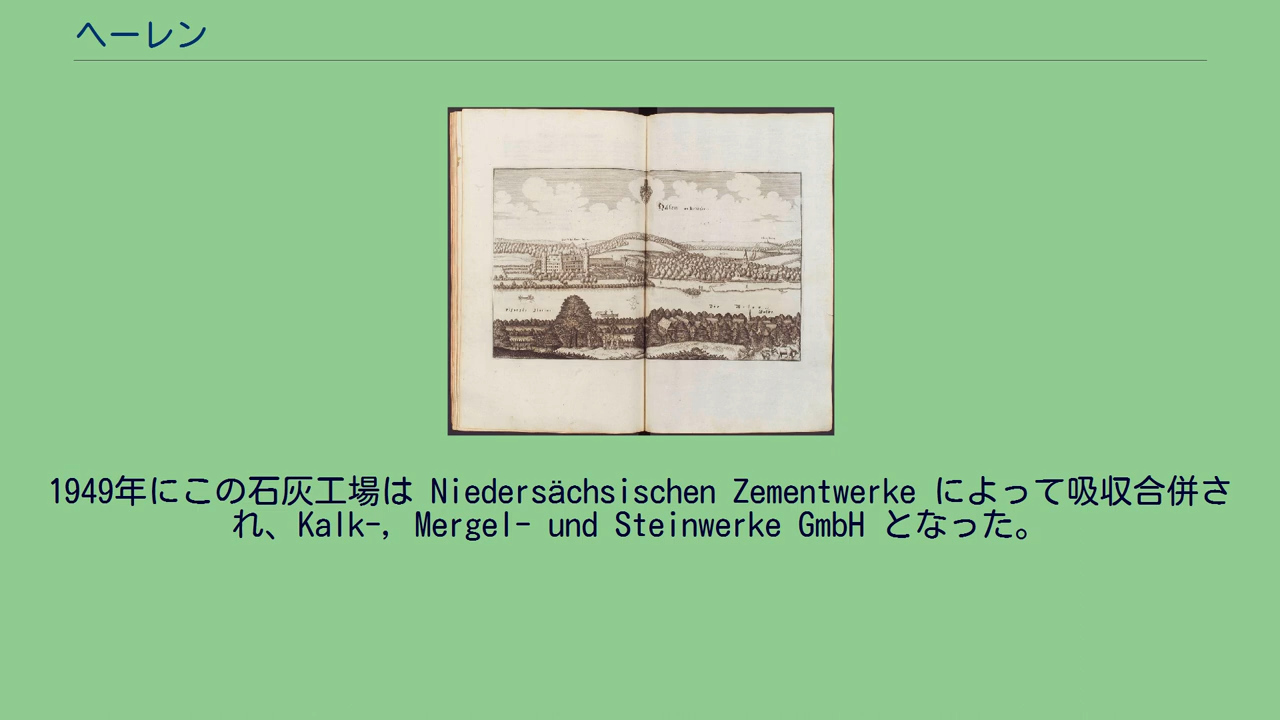 ヘーレン
1949年にこの石灰工場は Niedersächsischen Zementwerke によって吸収合併さ
れ、Kalk-, Mergel- und Steinwerke GmbH となった。